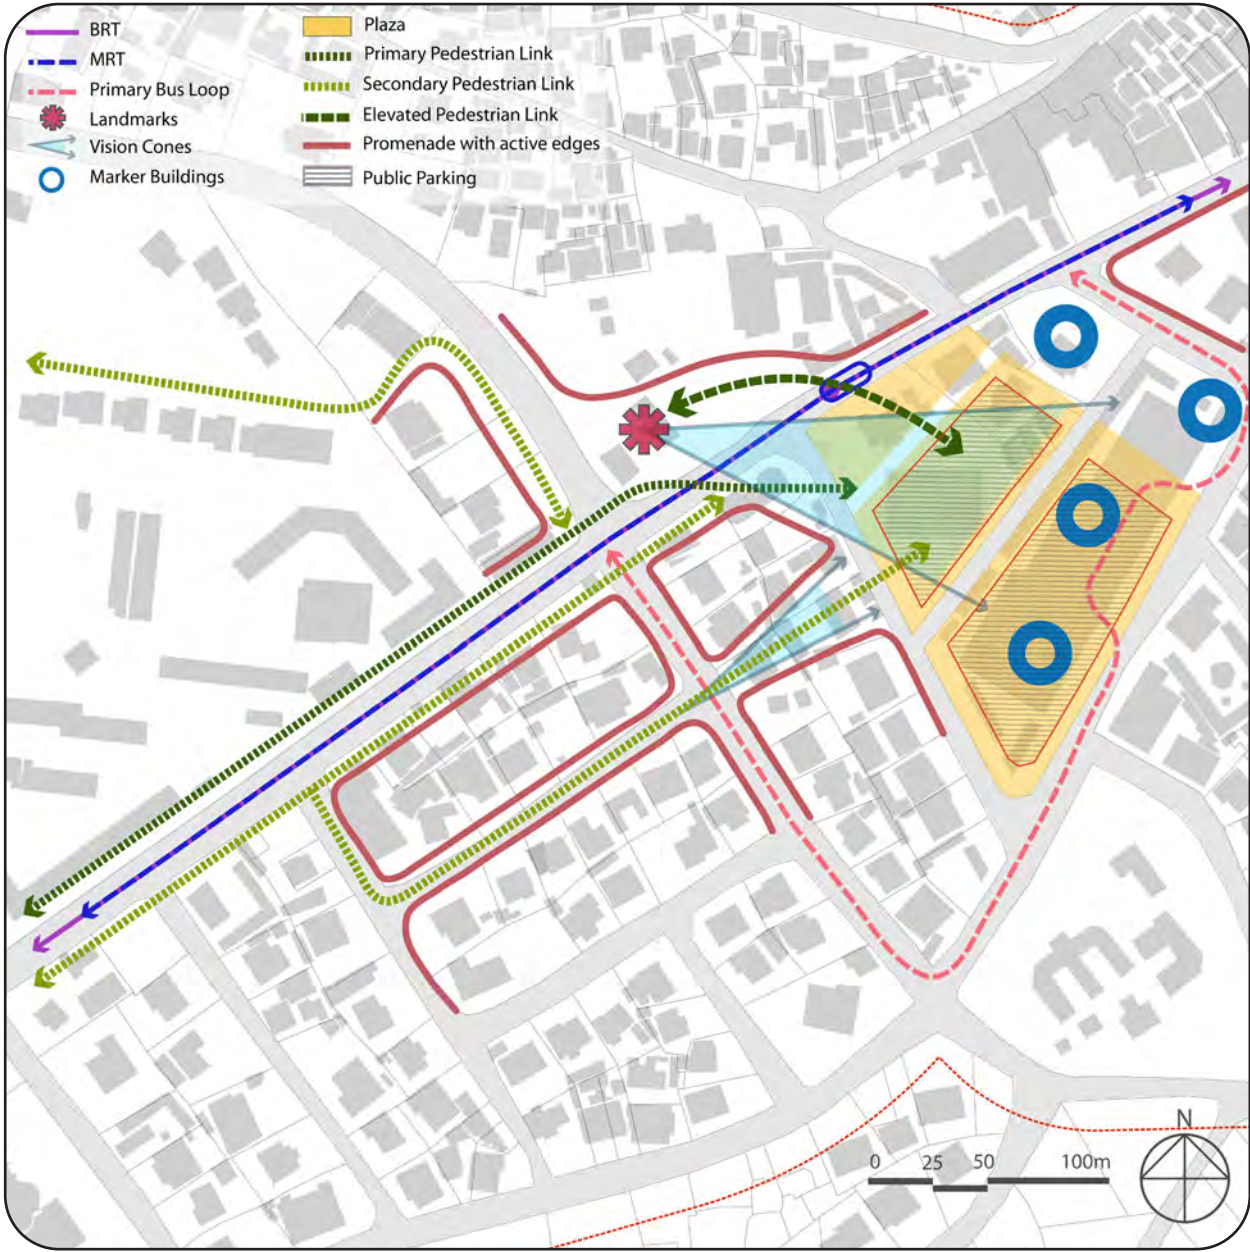 BRT
MRT
Primary Bus Loop
Landmarks
Vision Cones
Marker Buildings
Plaza
Primary Pedestrian Link
Secondary Pedestrian Link
Elevated Pedestrian Link
Promenade with active edges
Public Parking
N
0 25 50 100m